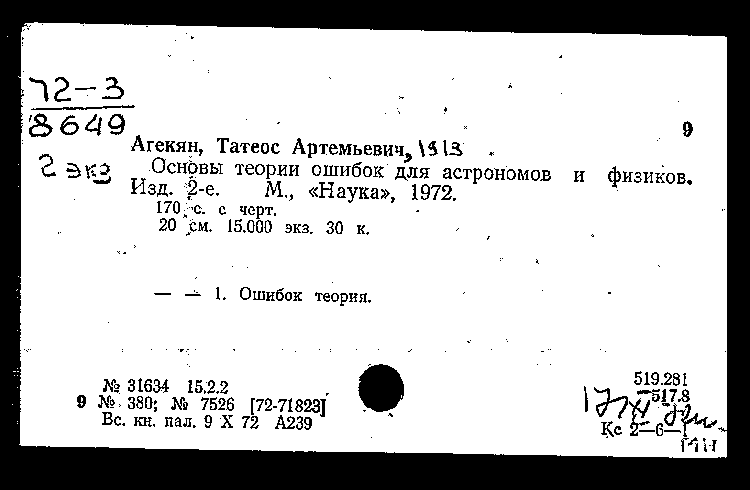 72-3
8649
2 экз
9
Агекян, Татеос Артемьевич, 1913
Основы теории ошибок для астрономов и физиков.
Изд. 2-е. М., «Наука», 1972.
170 с. с черт.
20 см. 15.000 экз. 30 к.
— — 1. Ошибок теория.
№ 31634 15.2.2
9 № 380; № 7526 [72-71823]
Вс. кн. пал. 9 X 72 А239
519.281
—517.8
17/XI
Кс 2—6—1